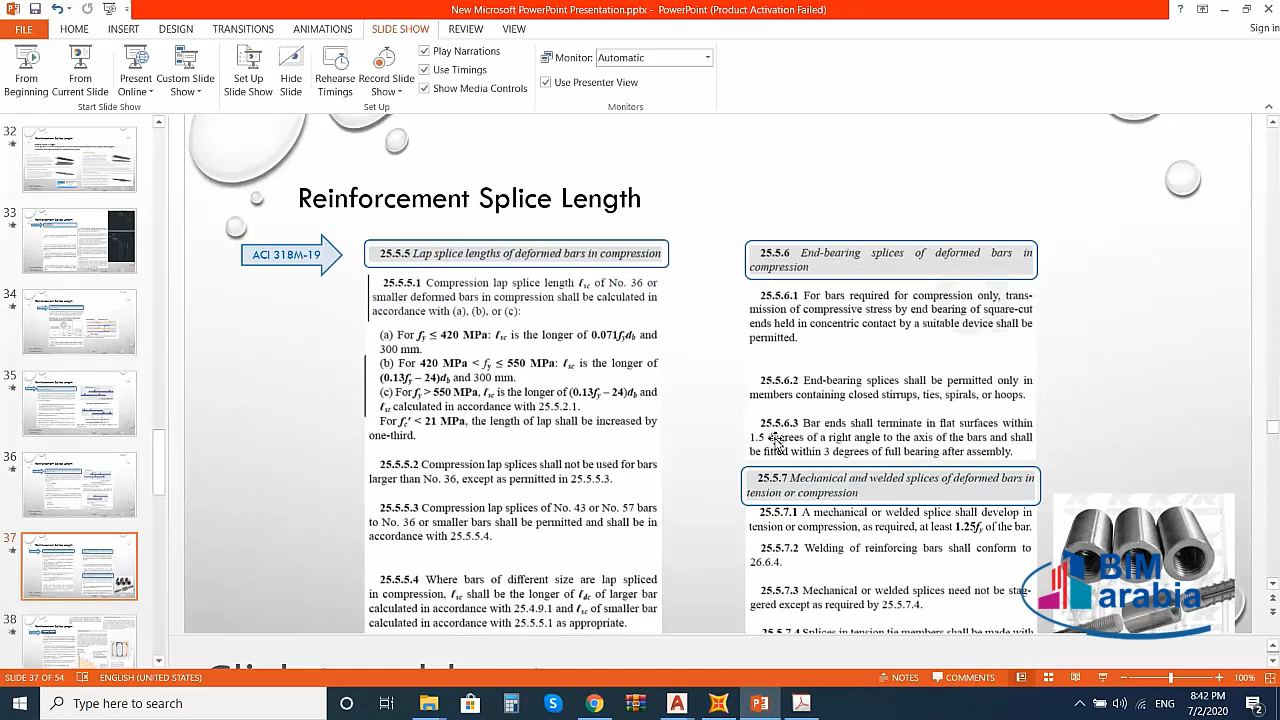 New Microsoft PowerPoint Presentation.pptx - PowerPoint (Product Activation Failed)
FILE HOME INSERT DESIGN TRANSITIONS ANIMATIONS SLIDE SHOW REVIEW VIEW
Sign in
From Beginning
From Current Slide
Present Online
Custom Slide Show
Set Up Slide Show
Hide Slide
Rehearse Timings
Record Slide Show
Play Narrations
Use Timings
Show Media Controls
Monitor: Automatic
Use Presenter View
Start Slide Show
Set Up
Monitors
32
33
34
35
36
37
38
Reinforcement Splice Length
ACI 318M-19
25.5.5 Lap splice lengths of deformed bars in compression
25.5.5.1 Compression lap splice length ℓsc of No. 36 or
smaller deformed bars in compression shall be calculated
in accordance with (a), (b), or (c):
(a) For fy ≤ 420 MPa: ℓsc is the longer of 0.071fydb and
300 mm.
(b) For 420 MPa < fy ≤ 550 MPa: ℓsc is the longer of
(0.13fy – 24)db and 300 mm.
(c) For fy > 550 MPa, ℓsc is the longer of (0.13fy – 24)db and
ℓst calculated in accordance with 25.5.2.1.
For fc′ < 21 MPa, the length of lap shall be increased by
one-third.
25.5.5.2 Compression lap splices shall not be used for bars
larger than No. 36, except as permitted in 25.5.5.3.
25.5.5.3 Compression lap splices of No. 43 or No. 57 bars
to No. 36 or smaller bars shall be permitted and shall be in
accordance with 25.5.5.4.
25.5.5.4 Where bars of different size are lap spliced
in compression, ℓsc shall be the longer of ℓdc of larger bar
calculated in accordance with 25.4.9.1 and ℓsc of smaller bar
calculated in accordance with 25.5.5.1 as appropriate.
25.5.6 End-bearing splices of deformed bars in
compression
25.5.6.1 For bars required for compression only, trans-
mission of compressive stress by end bearing of square-cut
ends held in concentric contact by a suitable device shall be
permitted.
25.5.6.2 End-bearing splices shall be permitted only in
members containing closed stirrups, ties, spirals, or hoops.
25.5.6.3 Bar ends shall terminate in flat surfaces within
1.5 degrees of a right angle to the axis of the bars and shall
be fitted within 3 degrees of full bearing after assembly.
25.5.7 Mechanical and welded splices of deformed bars in
tension or compression
25.5.7.1 A mechanical or welded splice shall develop in
tension or compression, as required, at least 1.25fy of the bar.
25.5.7.2 Welding of reinforcing bars shall conform to
26.6.4.
25.5.7.3 Mechanical or welded splices need not be stag-
gered except as required by 25.5.7.4.
25.5.7.4 Splices in tension tie members shall be made with
BIM
arabia
SLIDE 37 OF 54 ENGLISH (UNITED STATES) NOTES COMMENTS 100%
Type here to search
ENG
8:42 PM
7/2/2020